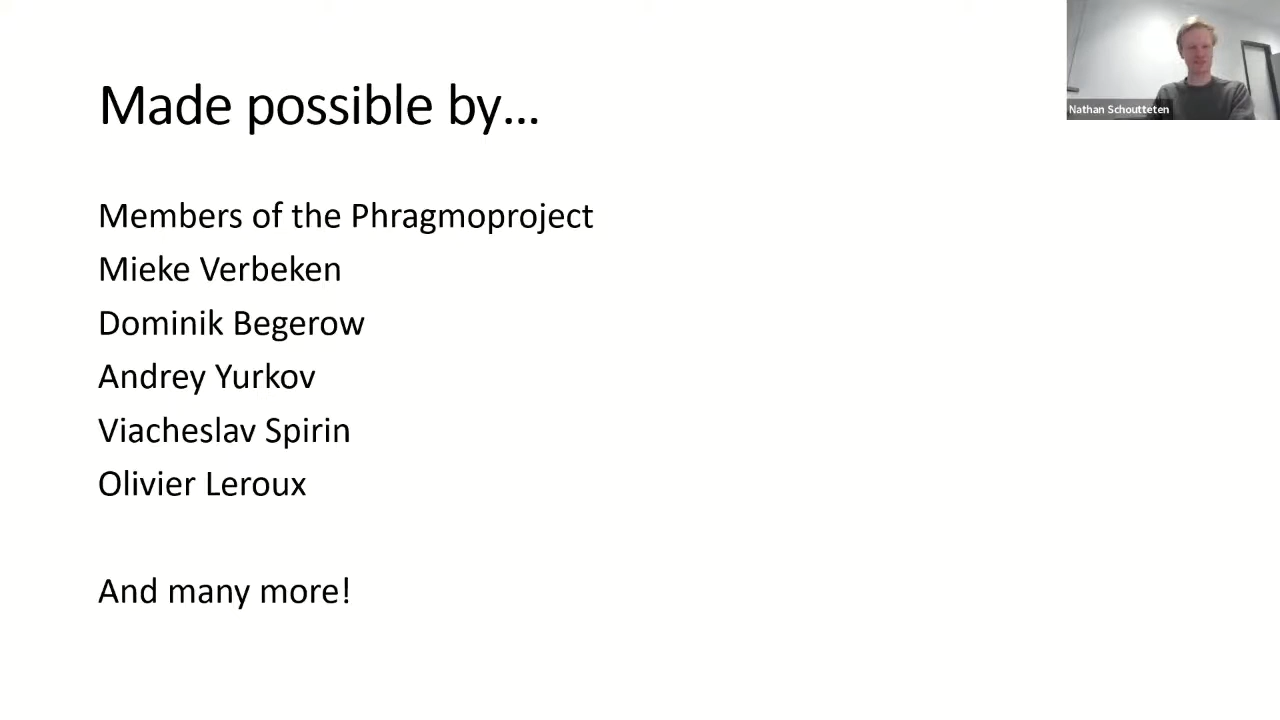 Made possible by...
Nathan Schoutteten
Members of the Phragmoproject
Mieke Verbeken
Dominik Begerow
Andrey Yurkov
Viacheslav Spirin
Olivier Leroux
And many more!